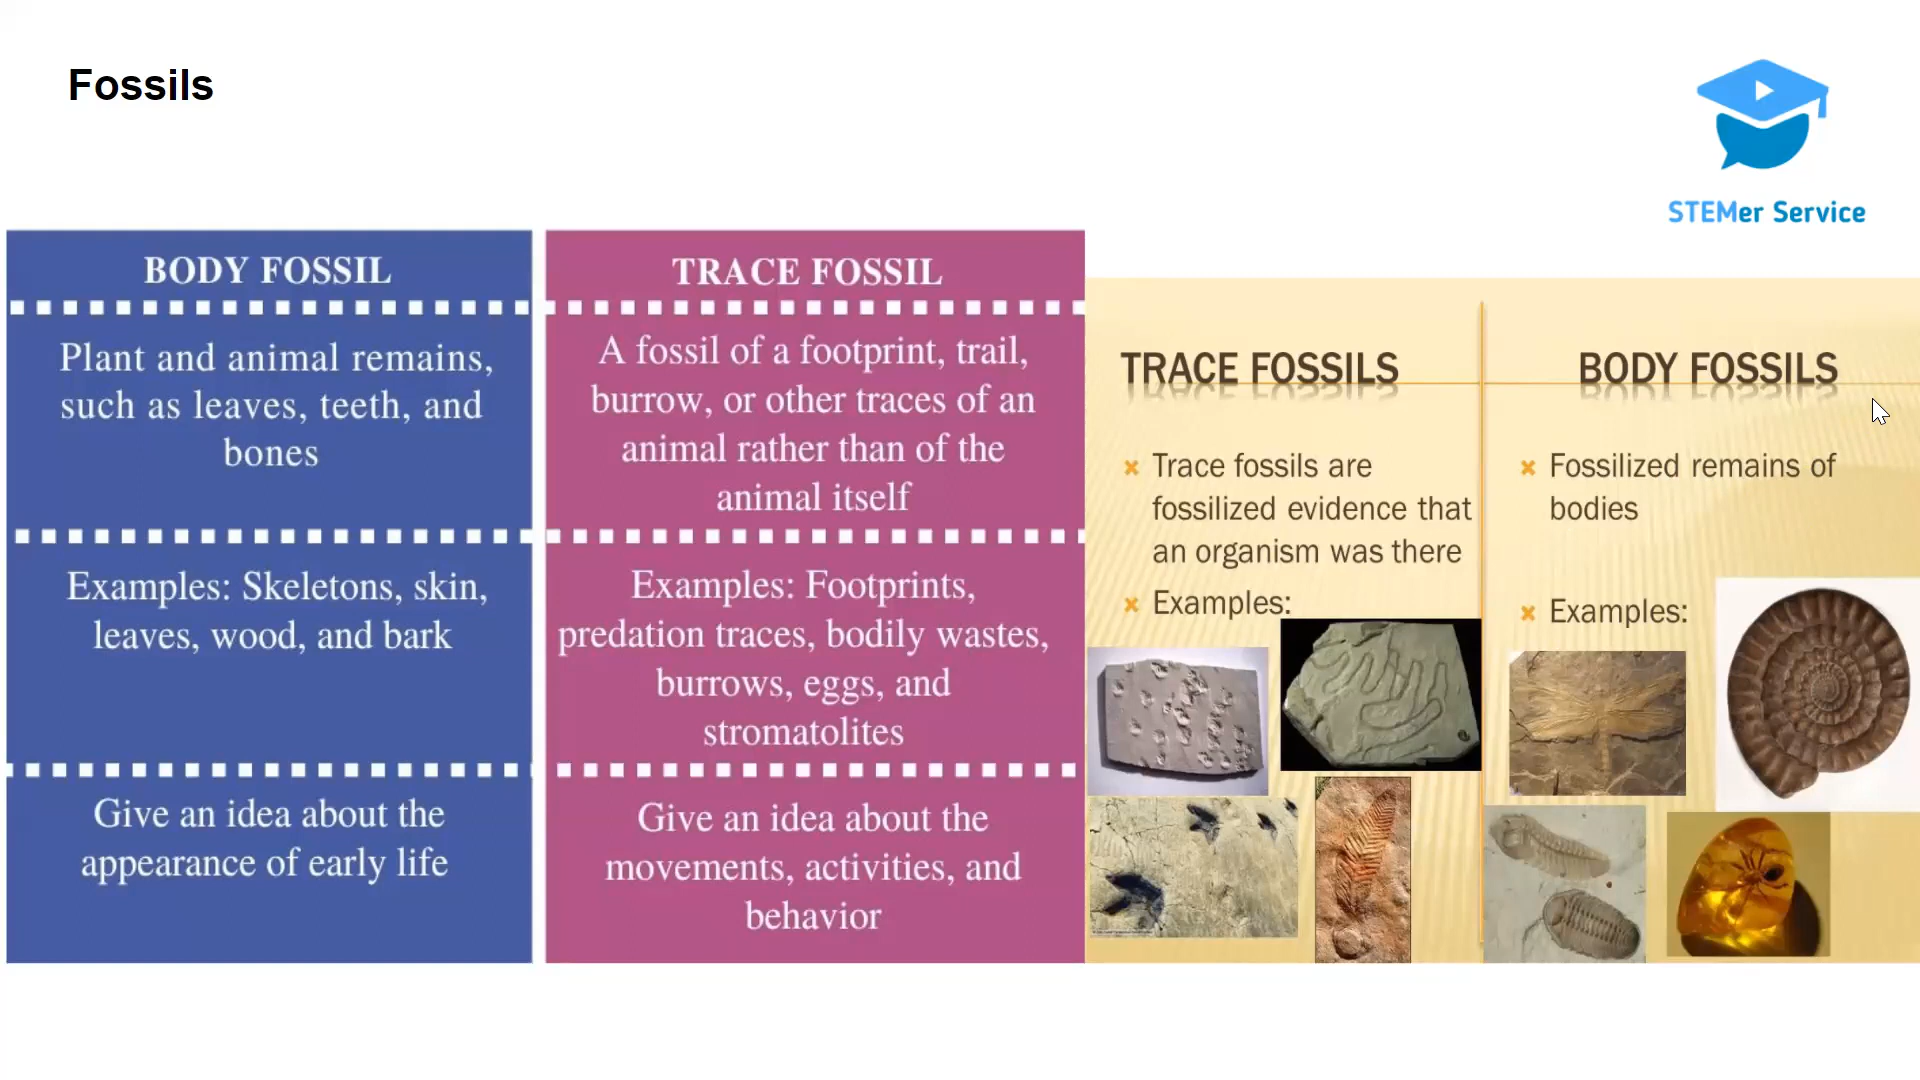 Fossils
STEMer Service
BODY FOSSIL
Plant and animal remains,
such as leaves, teeth, and
bones
Examples: Skeletons, skin,
leaves, wood, and bark
Give an idea about the
appearance of early life
TRACE FOSSIL
A fossil of a footprint, trail,
burrow, or other traces of an
animal rather than of the
animal itself
Examples: Footprints,
predation traces, bodily wastes,
burrows, eggs, and
stromatolites
Give an idea about the
movements, activities, and
behavior
TRACE FOSSILS
Trace fossils are
fossilized evidence that
an organism was there
Examples:
BODY FOSSILS
Fossilized remains of
bodies
Examples: